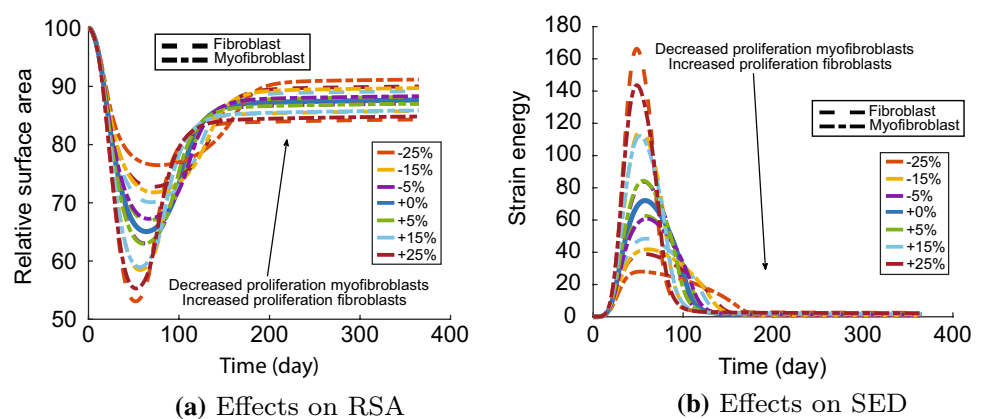 Relative surface area
100
90
80
70
60
50
0
100
200
300
400
Time (day)
Fibroblast
Myofibroblast
-25%
-15%
-5%
+0%
+5%
+15%
+25%
Decreased proliferation myofibroblasts
Increased proliferation fibroblasts
(a) Effects on RSA
Strain energy
180
160
140
120
100
80
60
40
20
0
0
100
200
300
400
Time (day)
Decreased proliferation myofibroblasts
Increased proliferation fibroblasts
Fibroblast
Myofibroblast
-25%
-15%
-5%
+0%
+5%
+15%
+25%
(b) Effects on SED